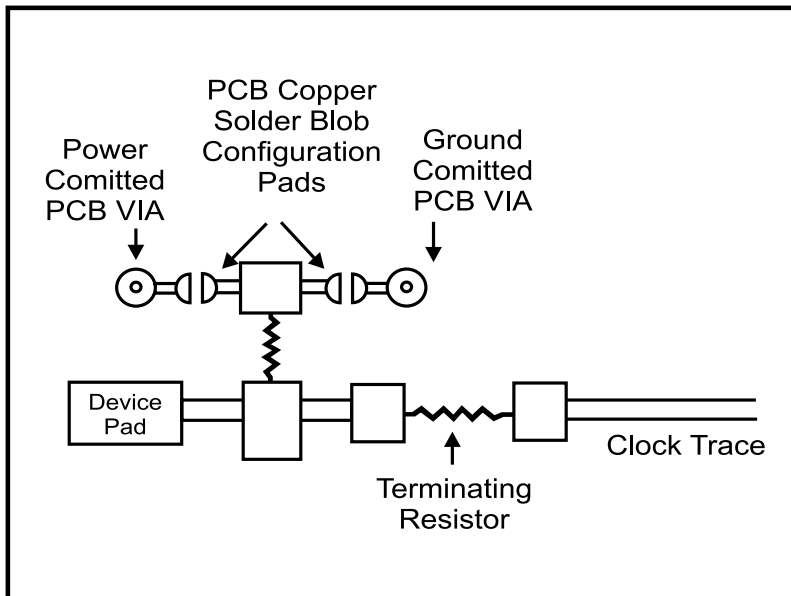 PCB Copper
Solder Blob
Configuration
Pads
Power
Comitted
PCB VIA
Ground
Comitted
PCB VIA
Device
Pad
Clock Trace
Terminating
Resistor